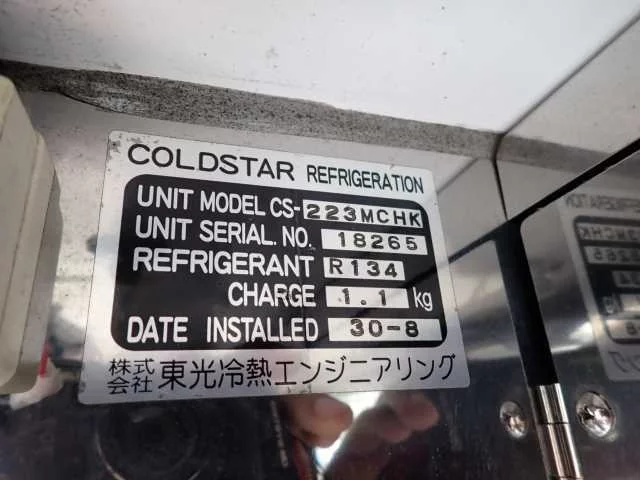 COLDSTAR REFRIGERATION
UNIT MODEL CS-223MCHK
UNIT SERIAL. NO. 18265
REFRIGERANT R134
CHARGE 1.1 kg
DATE INSTALLED 30-8
株式会社 東光冷熱エンジニアリング